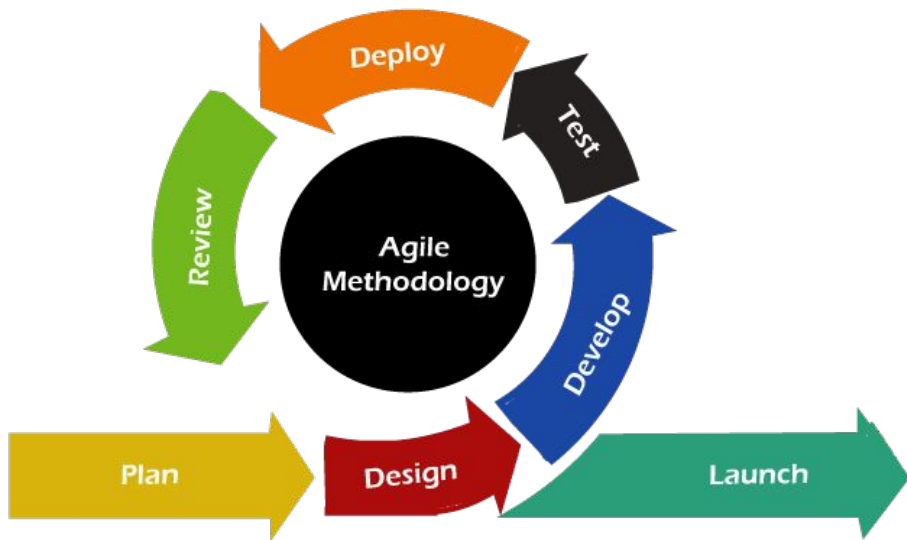 Deploy
Test
Review
Agile
Methodology
Develop
Plan
Design
Launch